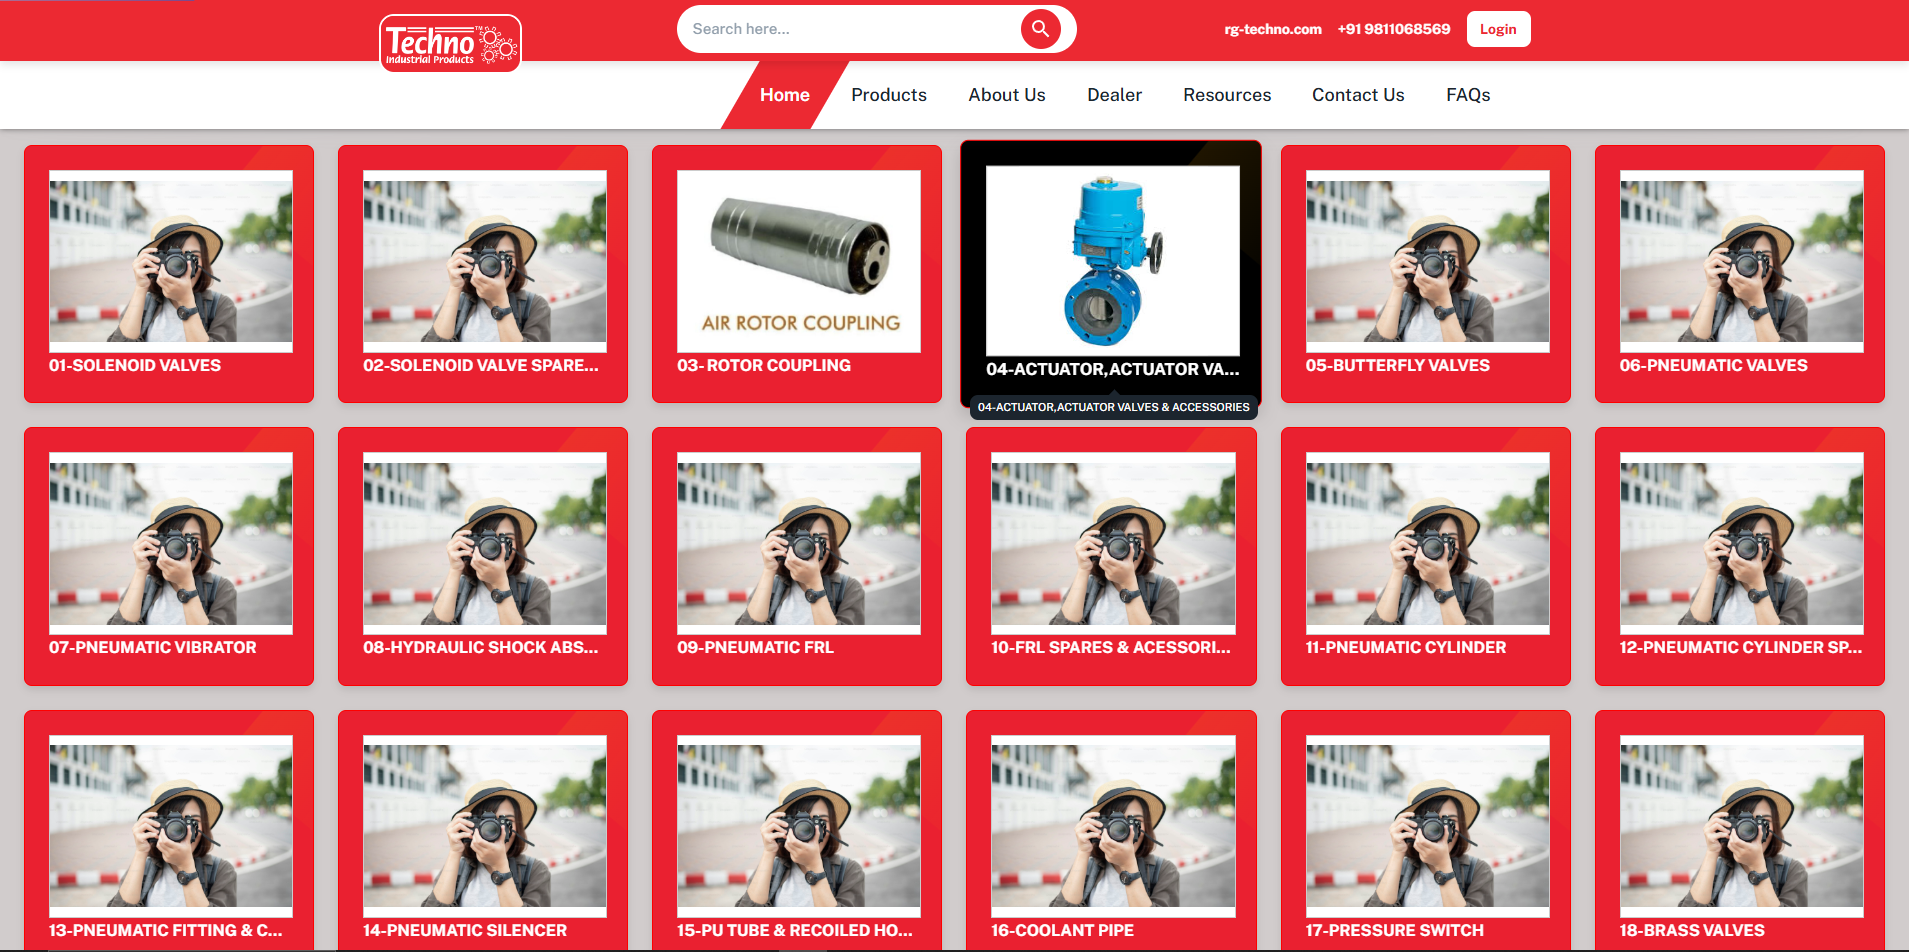 Techno™
Industrial Products
Search here...
rg-techno.com
+91 9811068569
Login
Home
Products
About Us
Dealer
Resources
Contact Us
FAQs
01-SOLENOID VALVES
02-SOLENOID VALVE SPARE...
AIR ROTOR COUPLING
03- ROTOR COUPLING
04-ACTUATOR,ACTUATOR VA...
04-ACTUATOR,ACTUATOR VALVES & ACCESSORIES
05-BUTTERFLY VALVES
06-PNEUMATIC VALVES
07-PNEUMATIC VIBRATOR
08-HYDRAULIC SHOCK ABS...
09-PNEUMATIC FRL
10-FRL SPARES & ACESSORI...
11-PNEUMATIC CYLINDER
12-PNEUMATIC CYLINDER SP...
13-PNEUMATIC FITTING & C...
14-PNEUMATIC SILENCER
15-PU TUBE & RECOILED HO...
16-COOLANT PIPE
17-PRESSURE SWITCH
18-BRASS VALVES